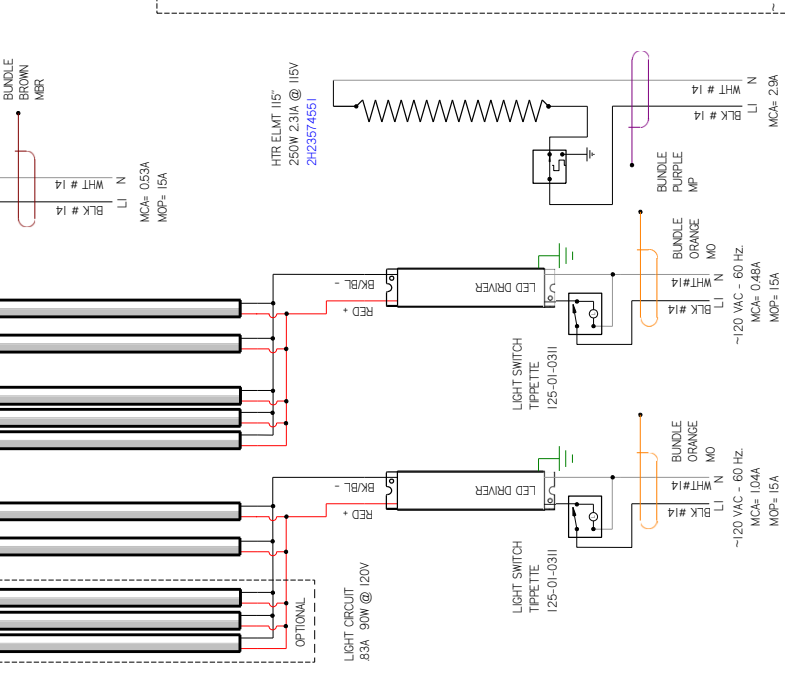 BUNDLE
BROWN
MBR
WHT # 14 N
BLK # 14 L1
MCA= 0.53A
MOP= 15A
HTR ELMT 115"
250W 2.31A @ 115V
2H23574551
WHT # 14 N
BLK # 14 L1
MCA= 2.9A
BUNDLE
PURPLE
MP
BK/BL -
RED +
LED DRIVER
LIGHT SWITCH
TIPPETTE
125-01-0311
BUNDLE
ORANGE
MO
WHT#14 N
BLK #14 L1
~120 VAC - 60 Hz.
MCA= 0.48A
MOP= 15A
BK/BL -
RED +
LED DRIVER
LIGHT SWITCH
TIPPETTE
125-01-0311
BUNDLE
ORANGE
MO
WHT#14 N
BLK #14 L1
~120 VAC - 60 Hz.
MCA= 1.04A
MOP= 15A
OPTIONAL
LIGHT CIRCUIT
.83A 90W @ 120V
~